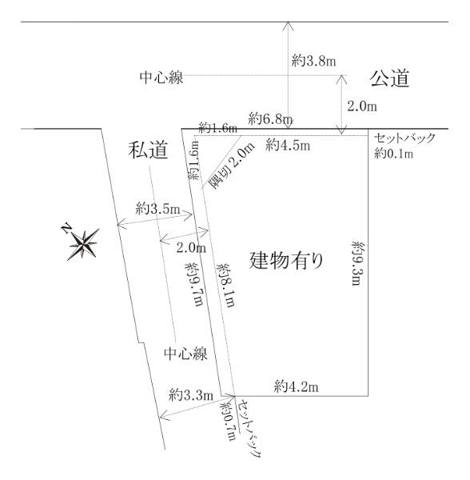 約3.8m
公道
中心線
2.0m
約6.8m
約1.6m
セットバック
約0.1m
約4.5m
私道
約1.6m
隅切2.0m
約3.5m
N
2.0m
建物有り
約9.3m
約8.1m
約9.7m
中心線
約3.3m
約4.2m
約0.7m
セットバック